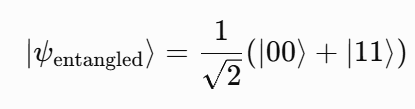 |ψ_entangled⟩ = 1/√2 (|00⟩ + |11⟩)